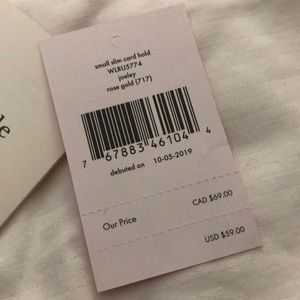 small slim card hold
WLRU5774
joeley
rose gold (717)
7 67883 46104 4
debuted on 10-05-2019
Our Price CAD $69.00
USD $59.00